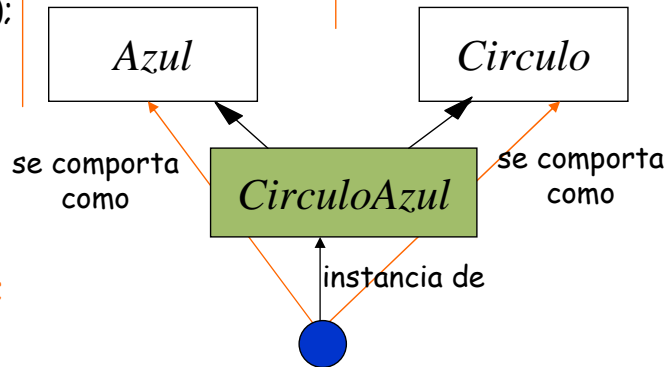 );
Azul
Circulo
se comporta
como
CirculoAzul
se comporta
como
instancia de